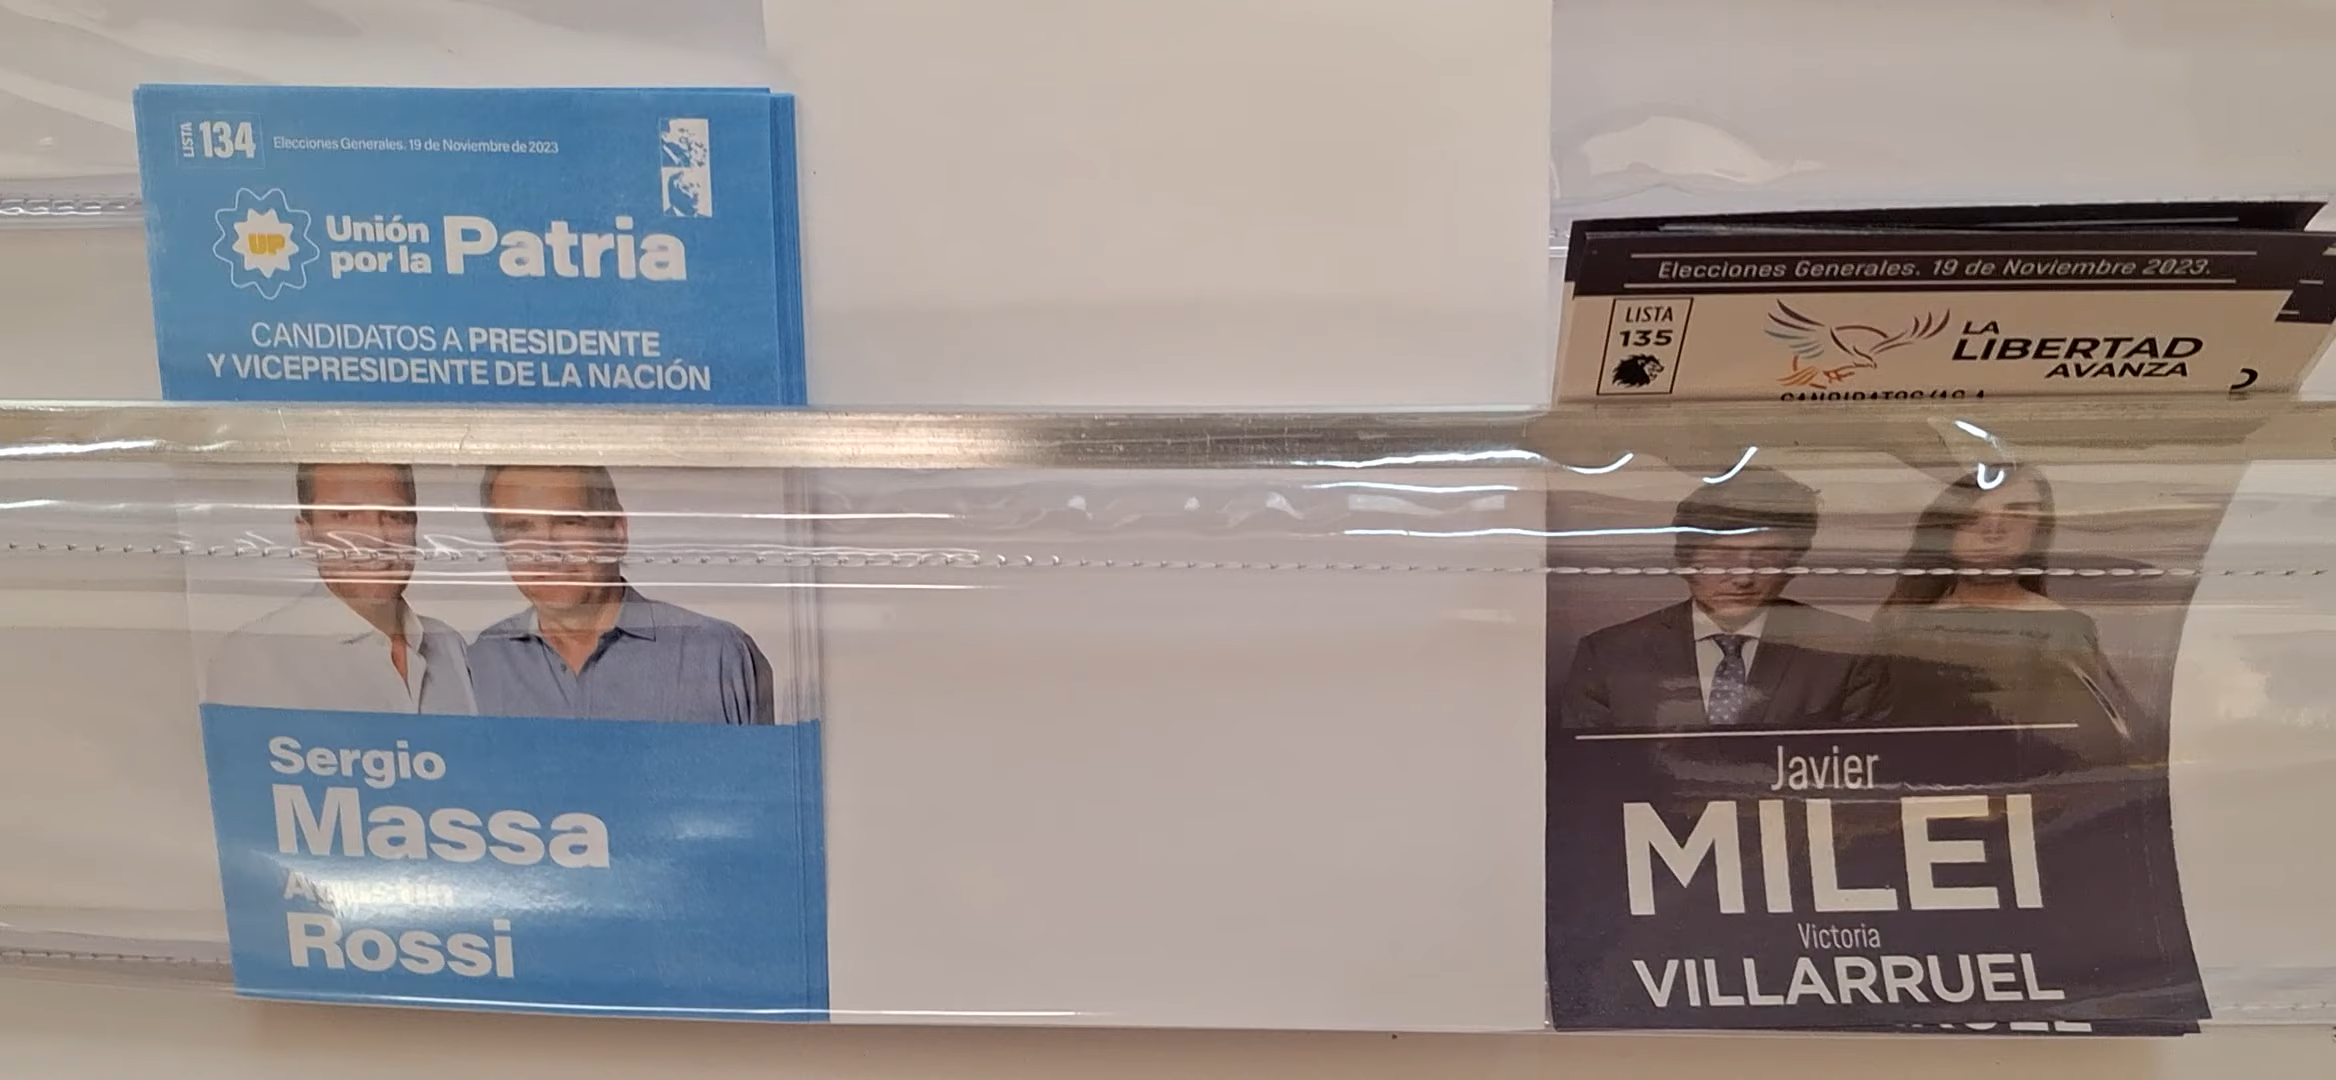 LISTA 134
Elecciones Generales. 19 de Noviembre de 2023
UP
Unión
por la Patria
CANDIDATOS A PRESIDENTE
Y VICEPRESIDENTE DE LA NACIÓN
Sergio
Massa
Agustín
Rossi
Elecciones Generales. 19 de Noviembre 2023.
LISTA
135
LA
LIBERTAD
AVANZA
Javier
MILEI
Victoria
VILLARRUEL